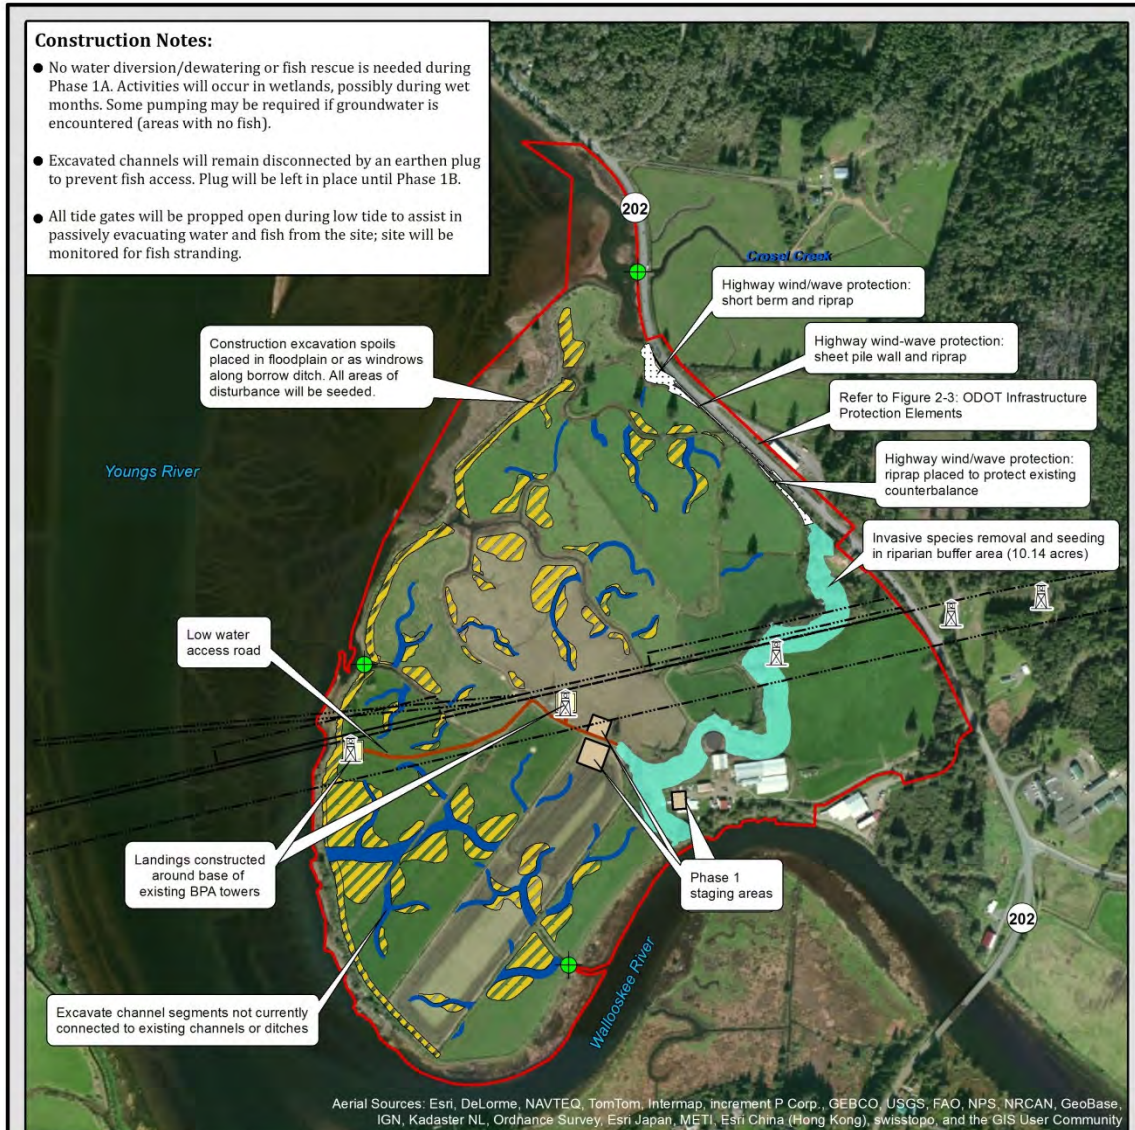 Construction Notes:
● No water diversion/dewatering or fish rescue is needed during
Phase 1A. Activities will occur in wetlands, possibly during wet
months. Some pumping may be required if groundwater is
encountered (areas with no fish).
● Excavated channels will remain disconnected by an earthen plug
to prevent fish access. Plug will be left in place until Phase 1B.
● All tide gates will be propped open during low tide to assist in
passively evacuating water and fish from the site; site will be
monitored for fish stranding.
202
Crosel Creek
Highway wind/wave protection:
short berm and riprap
Construction excavation spoils
placed in floodplain or as windrows
along borrow ditch. All areas of
disturbance will be seeded.
Highway wind-wave protection:
sheet pile wall and riprap
Refer to Figure 2-3: ODOT Infrastructure
Protection Elements
Youngs River
Highway wind/wave protection:
riprap placed to protect existing
counterbalance
Invasive species removal and seeding
in riparian buffer area (10.14 acres)
Low water
access road
Landings constructed
around base of
existing BPA towers
Phase 1
staging areas
202
Wallooskee River
Excavate channel segments not currently
connected to existing channels or ditches
Aerial Sources: Esri, DeLorme, NAVTEQ, TomTom, Intermap, increment P Corp., GEBCO, USGS, FAO, NPS, NRCAN, GeoBase,
IGN, Kadaster NL, Ordnance Survey, Esri Japan, METI, Esri China (Hong Kong), swisstopo, and the GIS User Community